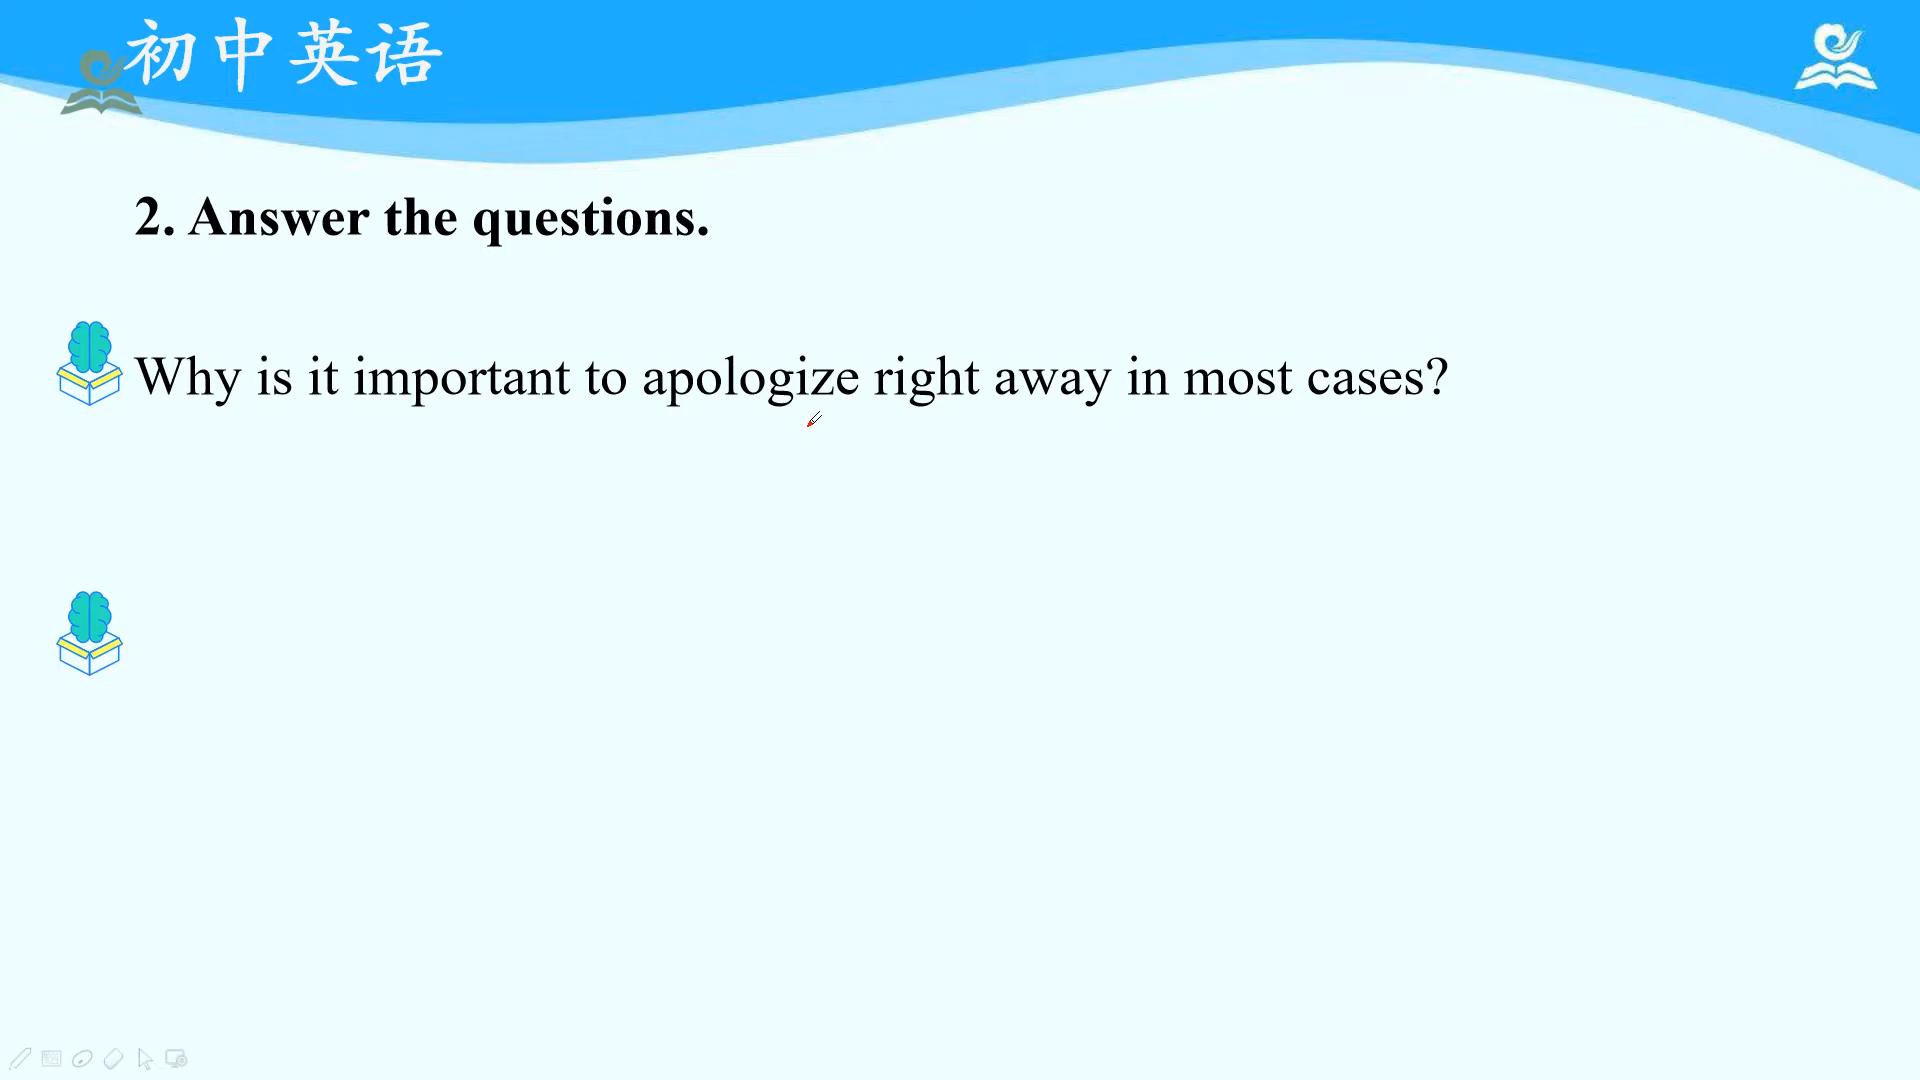 初中英语
2. Answer the questions.
Why is it important to apologize right away in most cases?